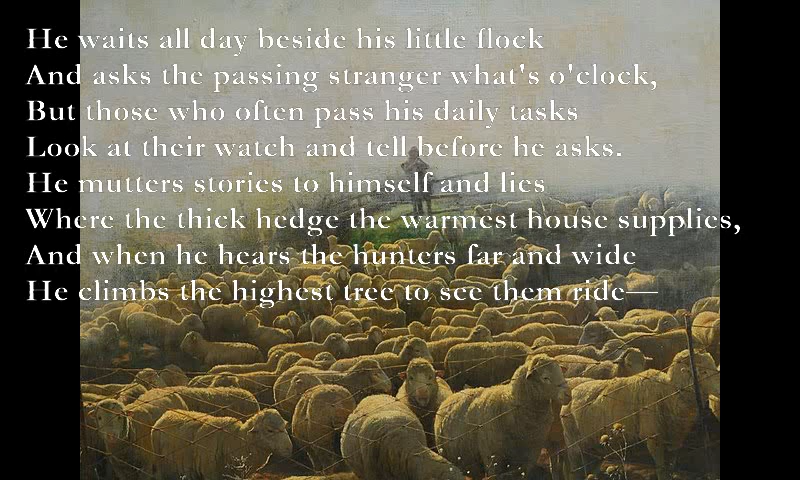 He waits all day beside his little flock
And asks the passing stranger what's o'clock,
But those who often pass his daily tasks
Look at their watch and tell before he asks.
He mutters stories to himself and lies
Where the thick hedge the warmest house supplies,
And when he hears the hunters far and wide
He climbs the highest tree to see them ride—